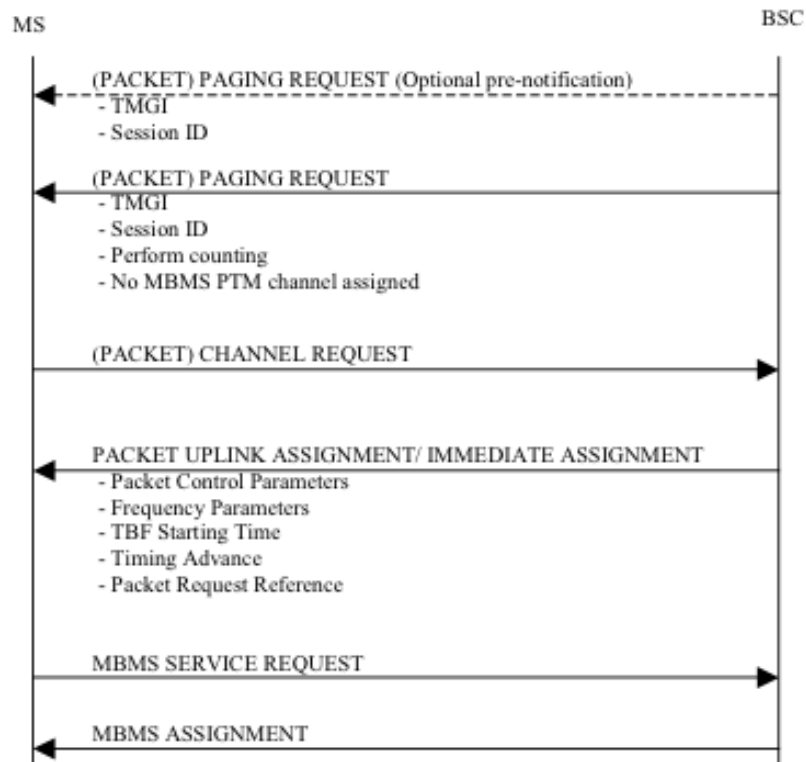 MS
BSC
(PACKET) PAGING REQUEST (Optional pre-notification)
- TMGI
- Session ID
(PACKET) PAGING REQUEST
- TMGI
- Session ID
- Perform counting
- No MBMS PTM channel assigned
(PACKET) CHANNEL REQUEST
PACKET UPLINK ASSIGNMENT/ IMMEDIATE ASSIGNMENT
- Packet Control Parameters
- Frequency Parameters
- TBF Starting Time
- Timing Advance
- Packet Request Reference
MBMS SERVICE REQUEST
MBMS ASSIGNMENT